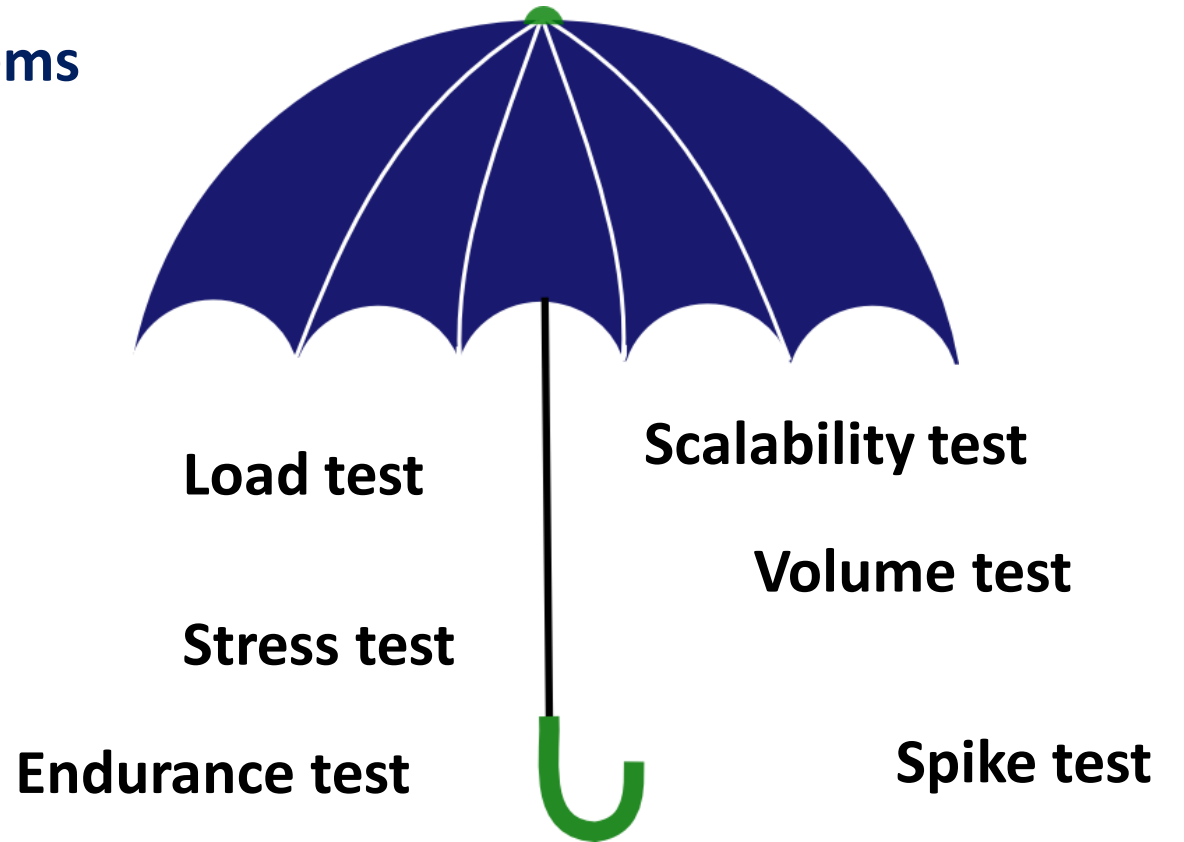 ms
Load test
Scalability test
Volume test
Stress test
Endurance test
Spike test